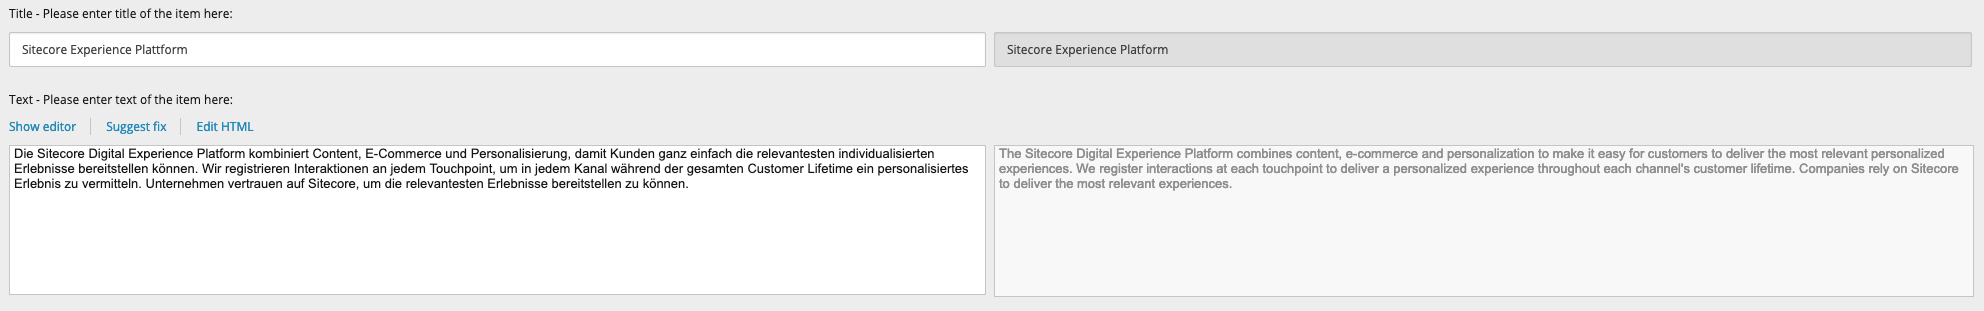 Title - Please enter title of the item here:
Sitecore Experience Plattform
Sitecore Experience Platform
Text - Please enter text of the item here:
Show editor
Suggest fix
Edit HTML
Die Sitecore Digital Experience Platform kombiniert Content, E-Commerce und Personalisierung, damit Kunden ganz einfach die relevantesten individualisierten
Erlebnisse bereitstellen können. Wir registrieren Interaktionen an jedem Touchpoint, um in jedem Kanal während der gesamten Customer Lifetime ein personalisiertes
Erlebnis zu vermitteln. Unternehmen vertrauen auf Sitecore, um die relevantesten Erlebnisse bereitstellen zu können.
The Sitecore Digital Experience Platform combines content, e-commerce and personalization to make it easy for customers to deliver the most relevant personalized
experiences. We register interactions at each touchpoint to deliver a personalized experience throughout each channel's customer lifetime. Companies rely on Sitecore
to deliver the most relevant experiences.